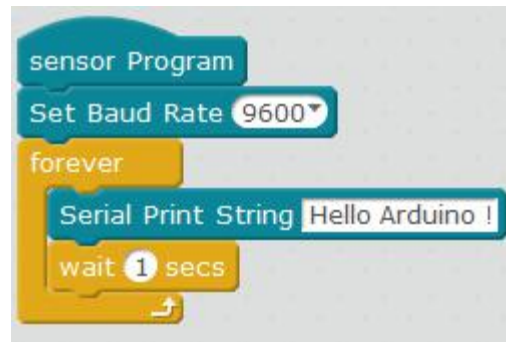 sensor Program
Set Baud Rate 9600
forever
Serial Print String Hello Arduino !
wait 1 secs